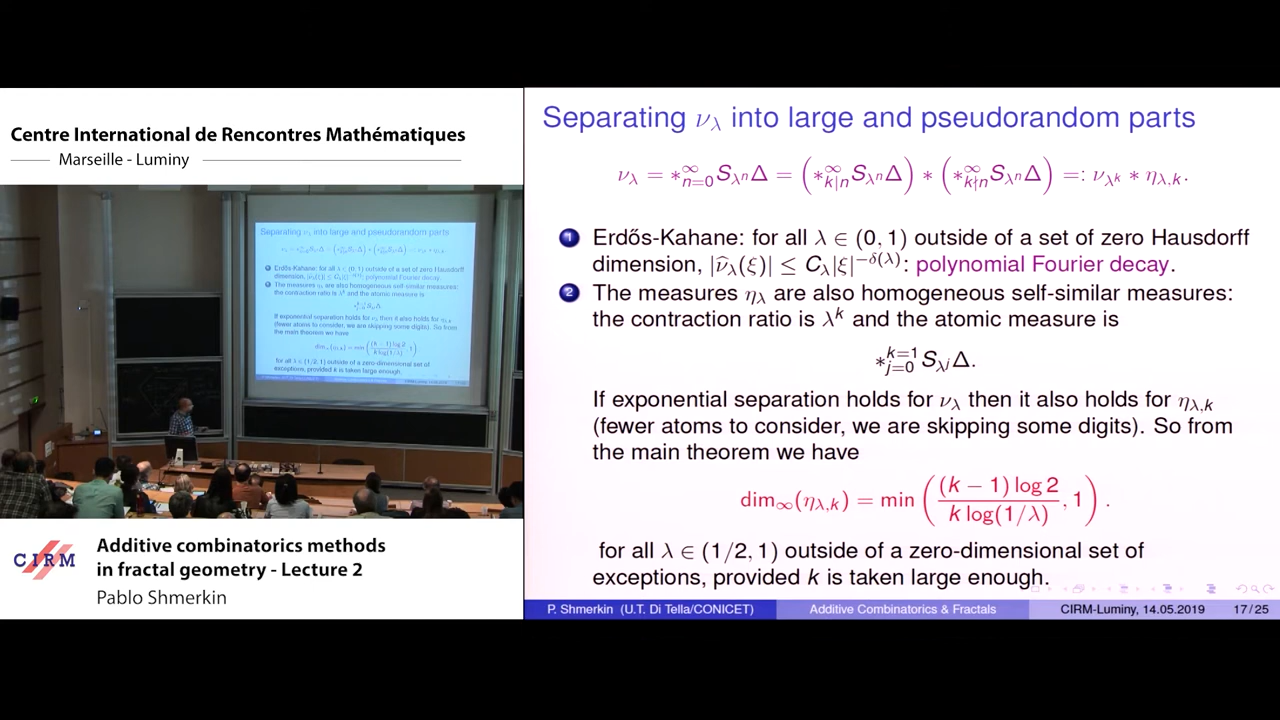 Centre International de Rencontres Mathématiques
Marseille - Luminy
CIRM
Additive combinatorics methods
in fractal geometry - Lecture 2
Pablo Shmerkin
Separating ν_λ into large and pseudorandom parts
ν_λ = *_{n=0}^∞ S_{λ^n}Δ = (*_{k|n}^∞ S_{λ^n}Δ) * (*_{k∤n}^∞ S_{λ^n}Δ) =: ν_{λ^k} * η_{λ,k}.
1 Erdős-Kahane: for all λ ∈ (0, 1) outside of a set of zero Hausdorff
dimension, |ν̂_λ(ξ)| ≤ C_λ|ξ|^{−δ(λ)}: polynomial Fourier decay.
2 The measures η_λ are also homogeneous self-similar measures:
the contraction ratio is λ^k and the atomic measure is
*_{j=0}^{k=1} S_{λ^j}Δ.
If exponential separation holds for ν_λ then it also holds for η_{λ,k}
(fewer atoms to consider, we are skipping some digits). So from
the main theorem we have
dim_∞(η_{λ,k}) = min ( (k − 1) log 2 / k log(1/λ) , 1 ) .
for all λ ∈ (1/2, 1) outside of a zero-dimensional set of
exceptions, provided k is taken large enough.
P. Shmerkin (U.T. Di Tella/CONICET) Additive Combinatorics & Fractals CIRM-Luminy, 14.05.2019 17/25